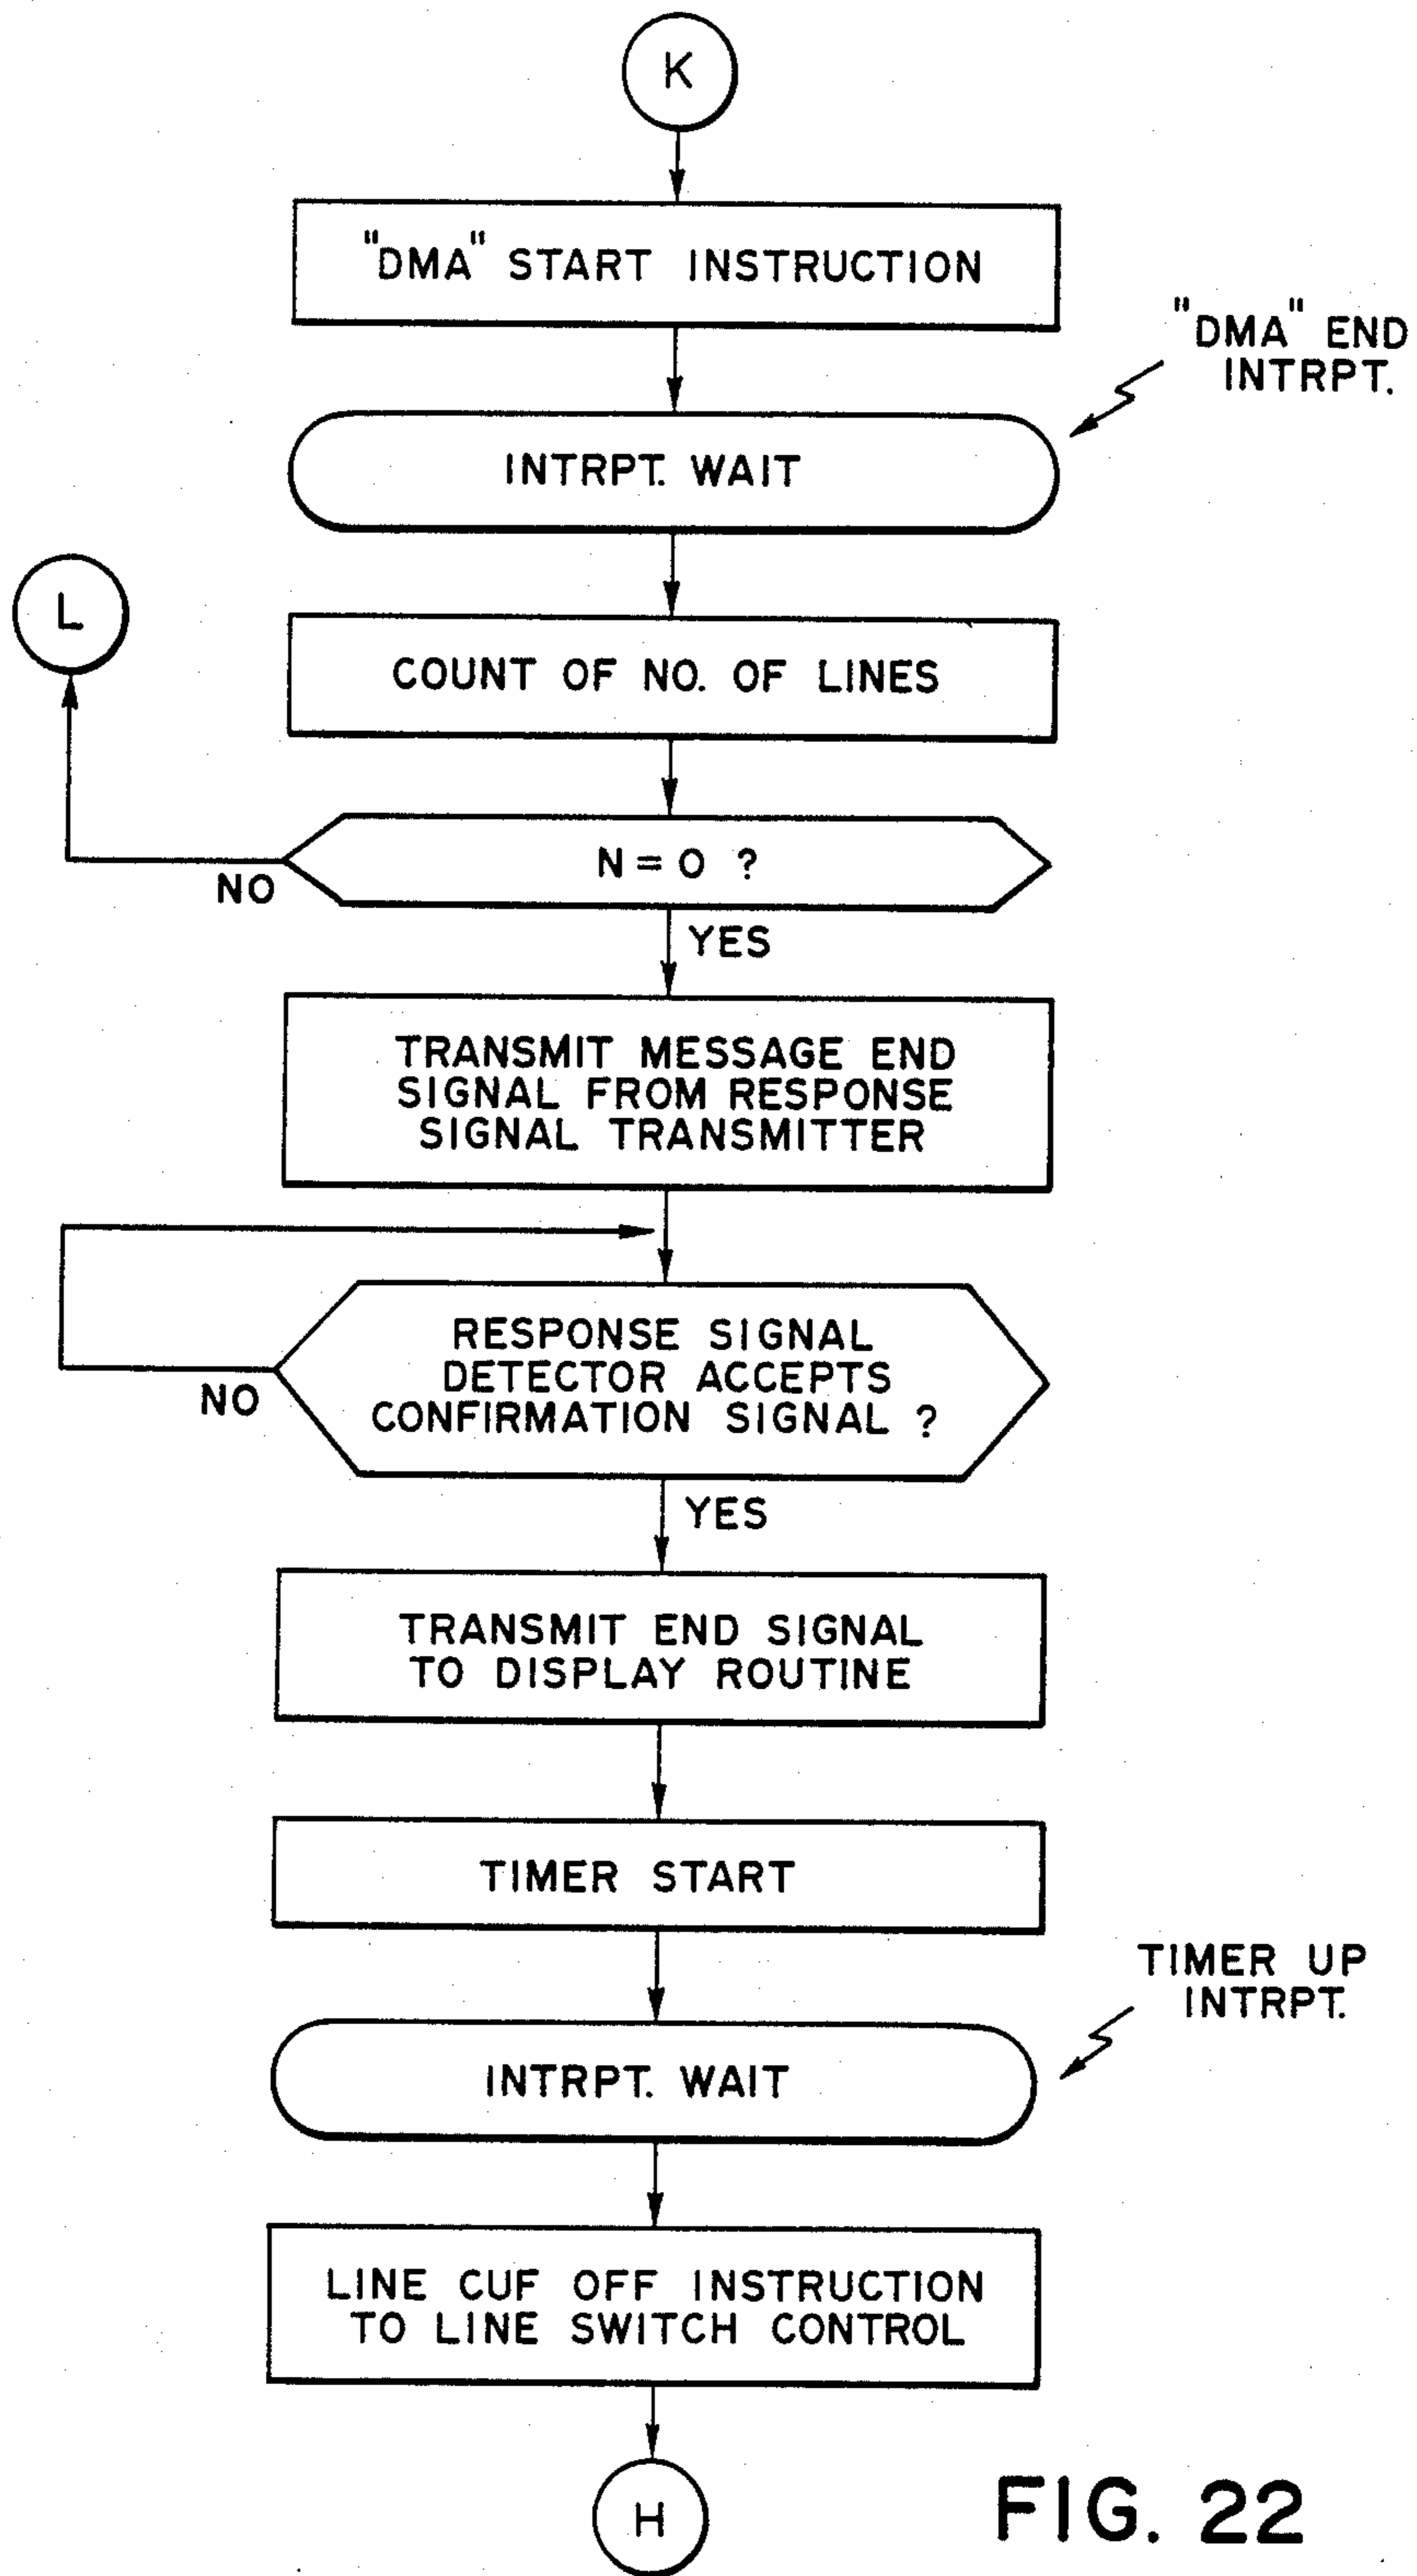 K
"DMA" START INSTRUCTION
"DMA" END
INTRPT.
INTRPT. WAIT
L
COUNT OF NO. OF LINES
N = O ?
NO
YES
TRANSMIT MESSAGE END
SIGNAL FROM RESPONSE
SIGNAL TRANSMITTER
RESPONSE SIGNAL
DETECTOR ACCEPTS
CONFIRMATION SIGNAL ?
NO
YES
TRANSMIT END SIGNAL
TO DISPLAY ROUTINE
TIMER START
TIMER UP
INTRPT.
INTRPT. WAIT
LINE CUF OFF INSTRUCTION
TO LINE SWITCH CONTROL
H
FIG. 22